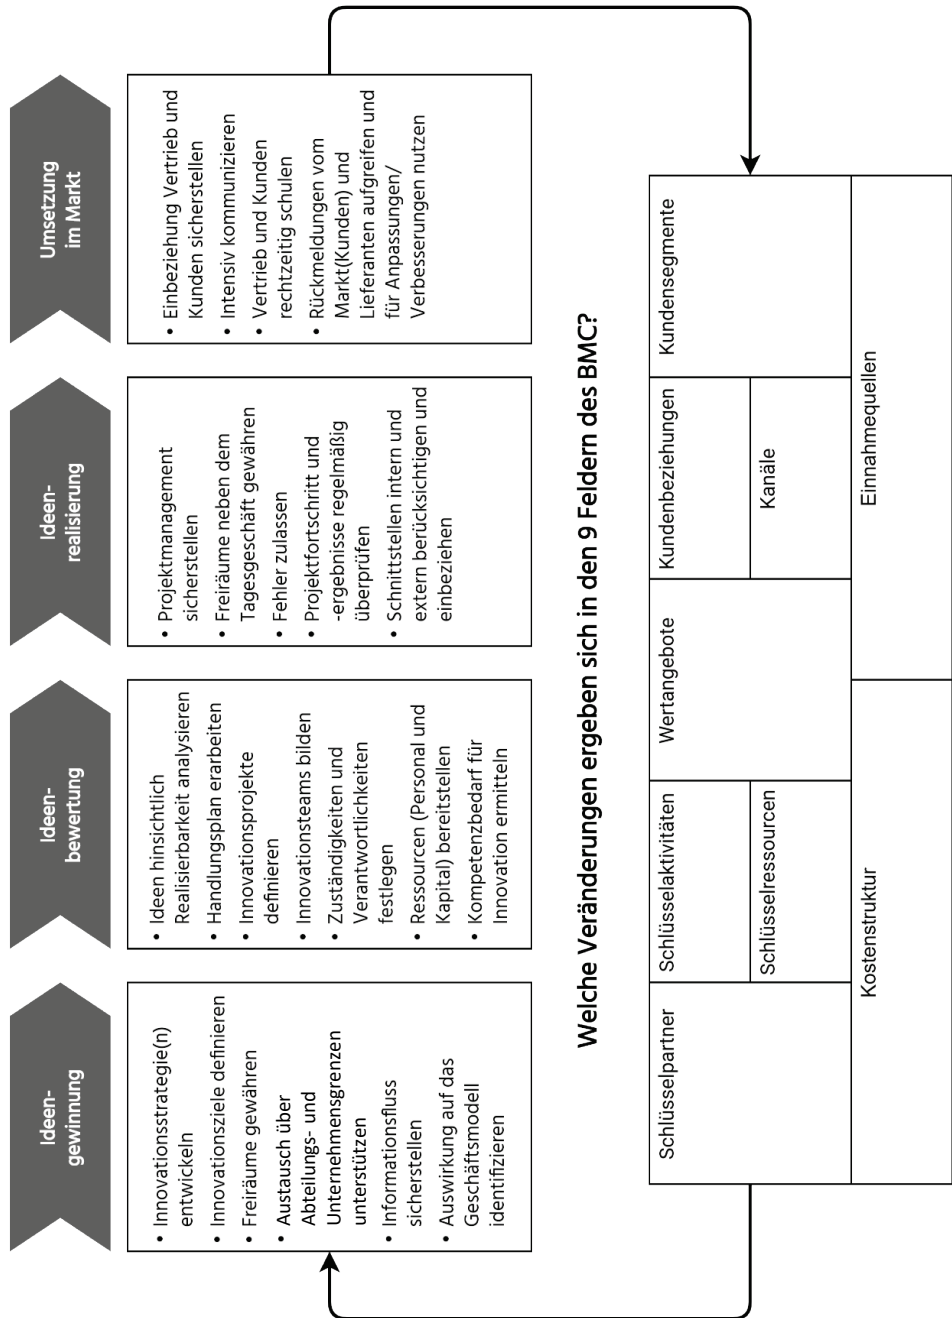 Ideen-
gewinnung
Ideen-
bewertung
Ideen-
realisierung
Umsetzung
im Markt
• Innovationsstrategie(n)
entwickeln
• Innovationsziele definieren
• Freiräume gewähren
• Austausch über
Abteilungs- und
Unternehmensgrenzen
unterstützen
• Informationsfluss
sicherstellen
• Auswirkung auf das
Geschäftsmodell
identifizieren
• Ideen hinsichtlich
Realisierbarkeit analysieren
• Handlungsplan erarbeiten
• Innovationsprojekte
definieren
• Innovationsteams bilden
• Zuständigkeiten und
Verantwortlichkeiten
festlegen
• Ressourcen (Personal und
Kapital) bereitstellen
• Kompetenzbedarf für
Innovation ermitteln
• Projektmanagement
sicherstellen
• Freiräume neben dem
Tagesgeschäft gewähren
• Fehler zulassen
• Projektfortschritt und
-ergebnisse regelmäßig
überprüfen
• Schnittstellen intern und
extern berücksichtigen und
einbeziehen
• Einbeziehung Vertrieb und
Kunden sicherstellen
• Intensiv kommunizieren
• Vertrieb und Kunden
rechtzeitig schulen
• Rückmeldungen vom
Markt(Kunden) und
Lieferanten aufgreifen und
für Anpassungen/
Verbesserungen nutzen
Welche Veränderungen ergeben sich in den 9 Feldern des BMC?
Schlüsselpartner
Schlüsselaktivitäten
Schlüsselressourcen
Wertangebote
Kundenbeziehungen
Kanäle
Kundensegmente
Kostenstruktur
Einnahmequellen